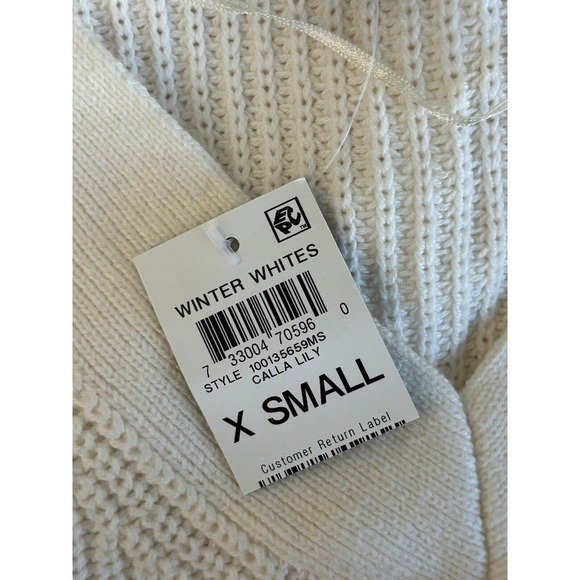 WINTER WHITES
7 33004 70596 0
STYLE 100135659MS
CALLA LILY
X SMALL
Customer Return Label